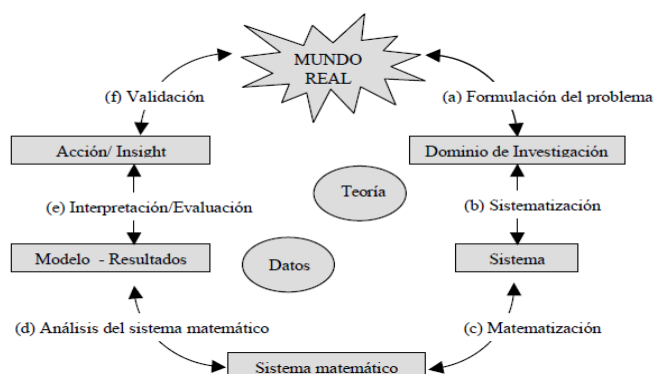 MUNDO
REAL
(f) Validación
(a) Formulación del problema
Acción/ Insight
Dominio de Investigación
Teoría
(e) Interpretación/Evaluación
(b) Sistematización
Modelo - Resultados
Datos
Sistema
(d) Análisis del sistema matemático
(c) Matematización
Sistema matemático